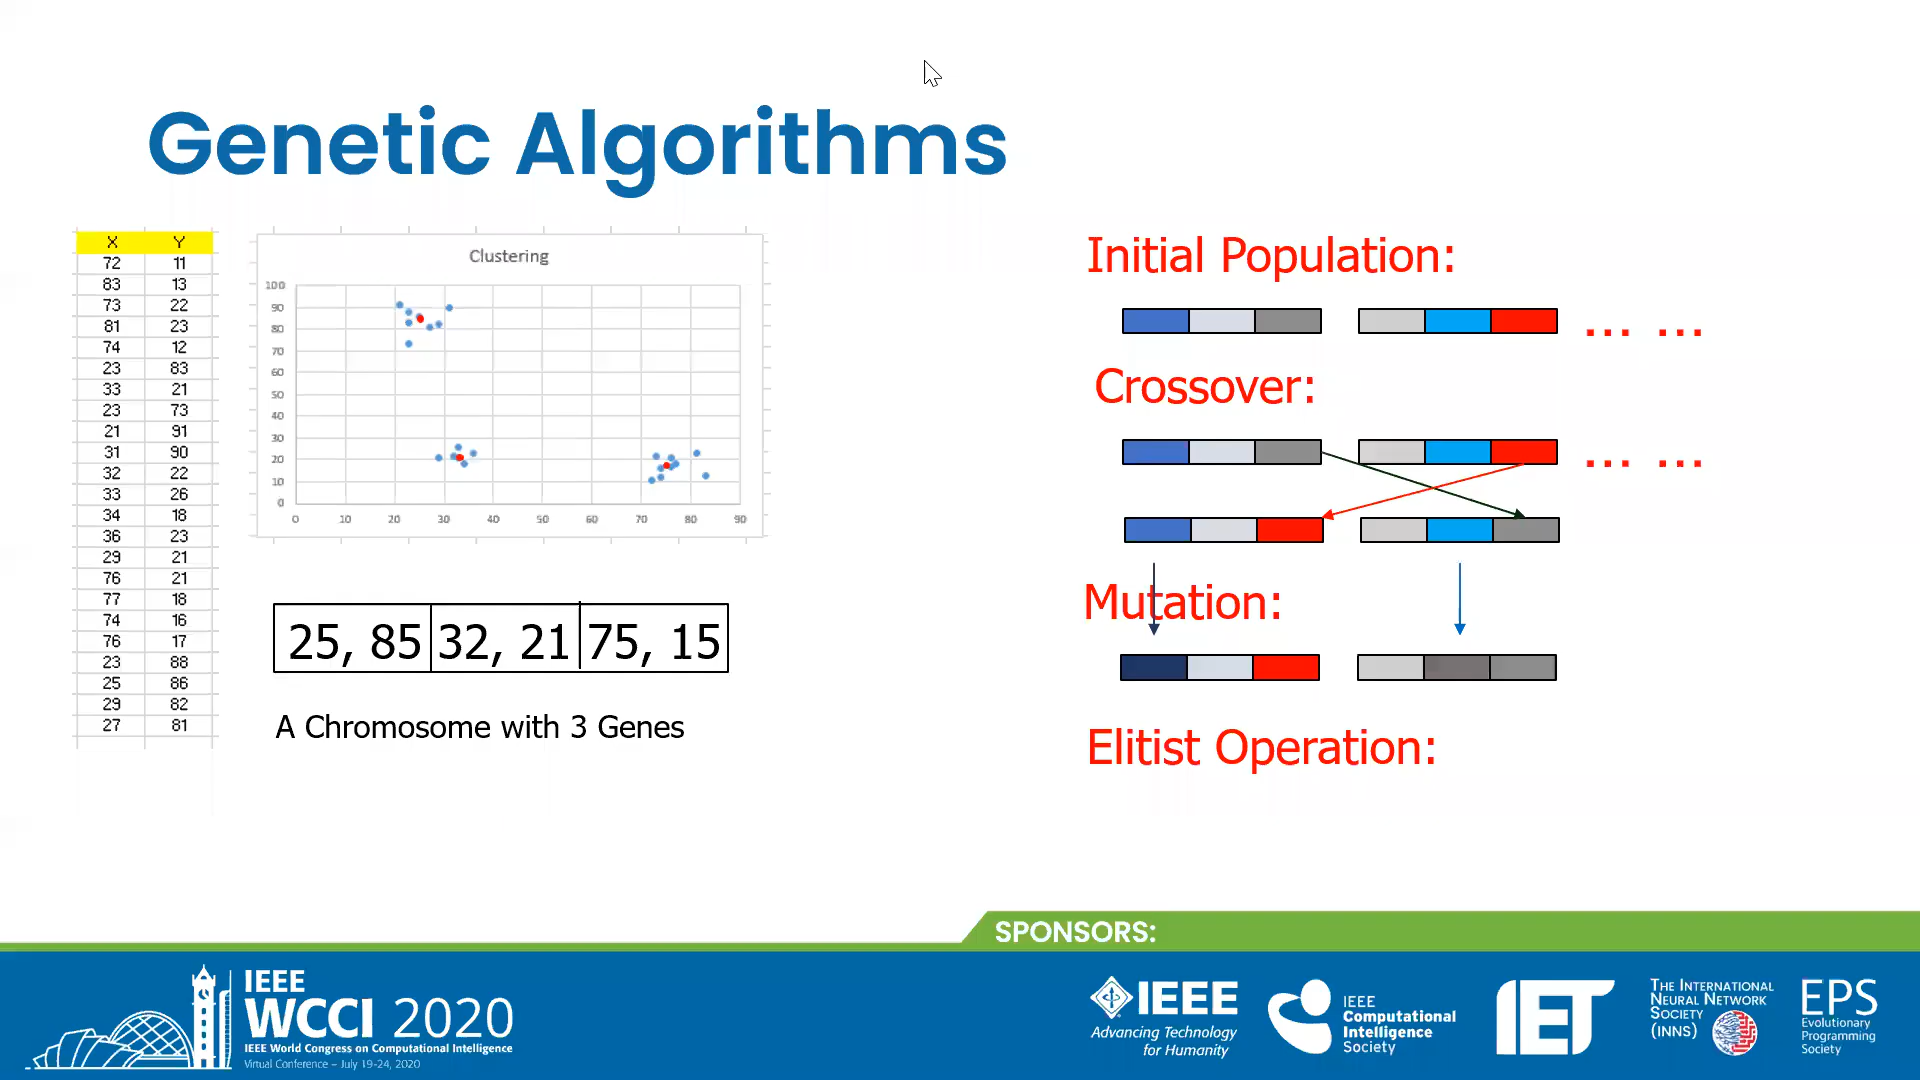 Genetic Algorithms
X Y
72 11
83 13
73 22
81 23
74 12
23 83
33 21
23 73
21 91
31 90
32 22
33 26
34 18
36 23
29 21
76 21
77 18
74 16
76 17
23 88
25 86
29 82
27 81
Clustering
100
90
80
70
60
50
40
30
20
10
0
0 10 20 30 40 50 60 70 80 90
25, 85 32, 21 75, 15
A Chromosome with 3 Genes
Initial Population:
... ...
Crossover:
... ...
Mutation:
Elitist Operation:
SPONSORS:
IEEE
WCCI 2020
IEEE World Congress on Computational Intelligence
Virtual Conference – July 19-24, 2020
IEEE
Advancing Technology
for Humanity
IEEE
Computational
Intelligence
Society
IET
THE INTERNATIONAL
NEURAL NETWORK
SOCIETY
(INNS)
EPS
Evolutionary
Programming
Society